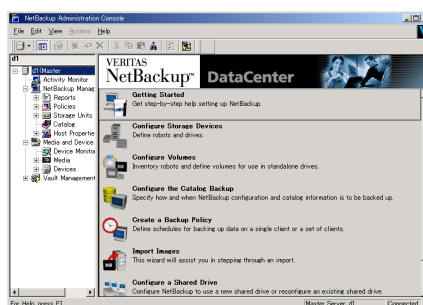 NetBackup Administration Console
File Edit View Actions Help
d1
d1(Master
Activity Monitor
NetBackup Manag
Reports
Policies
Storage Units
Catalog
Host Propertie
Media and Device
Device Monitor
Media
Devices
Vault Management
VERITAS
NetBackup™ DataCenter
Getting Started
Get step-by-step help setting up NetBackup.
Configure Storage Devices
Define robots and drives.
Configure Volumes
Inventory robots and define volumes for use in standalone drives.
Configure the Catalog Backup
Specify how and when NetBackup configuration and catalog information is to be backed up.
Create a Backup Policy
Define schedules for backing up data on a single client or a set of clients.
Import Images
This wizard will assist you in stepping through an import.
Configure a Shared Drive
Configure NetBackup to use a new shared drive or reconfigure an existing shared drive.
For Help, press F1
Master Server: d1
Connected